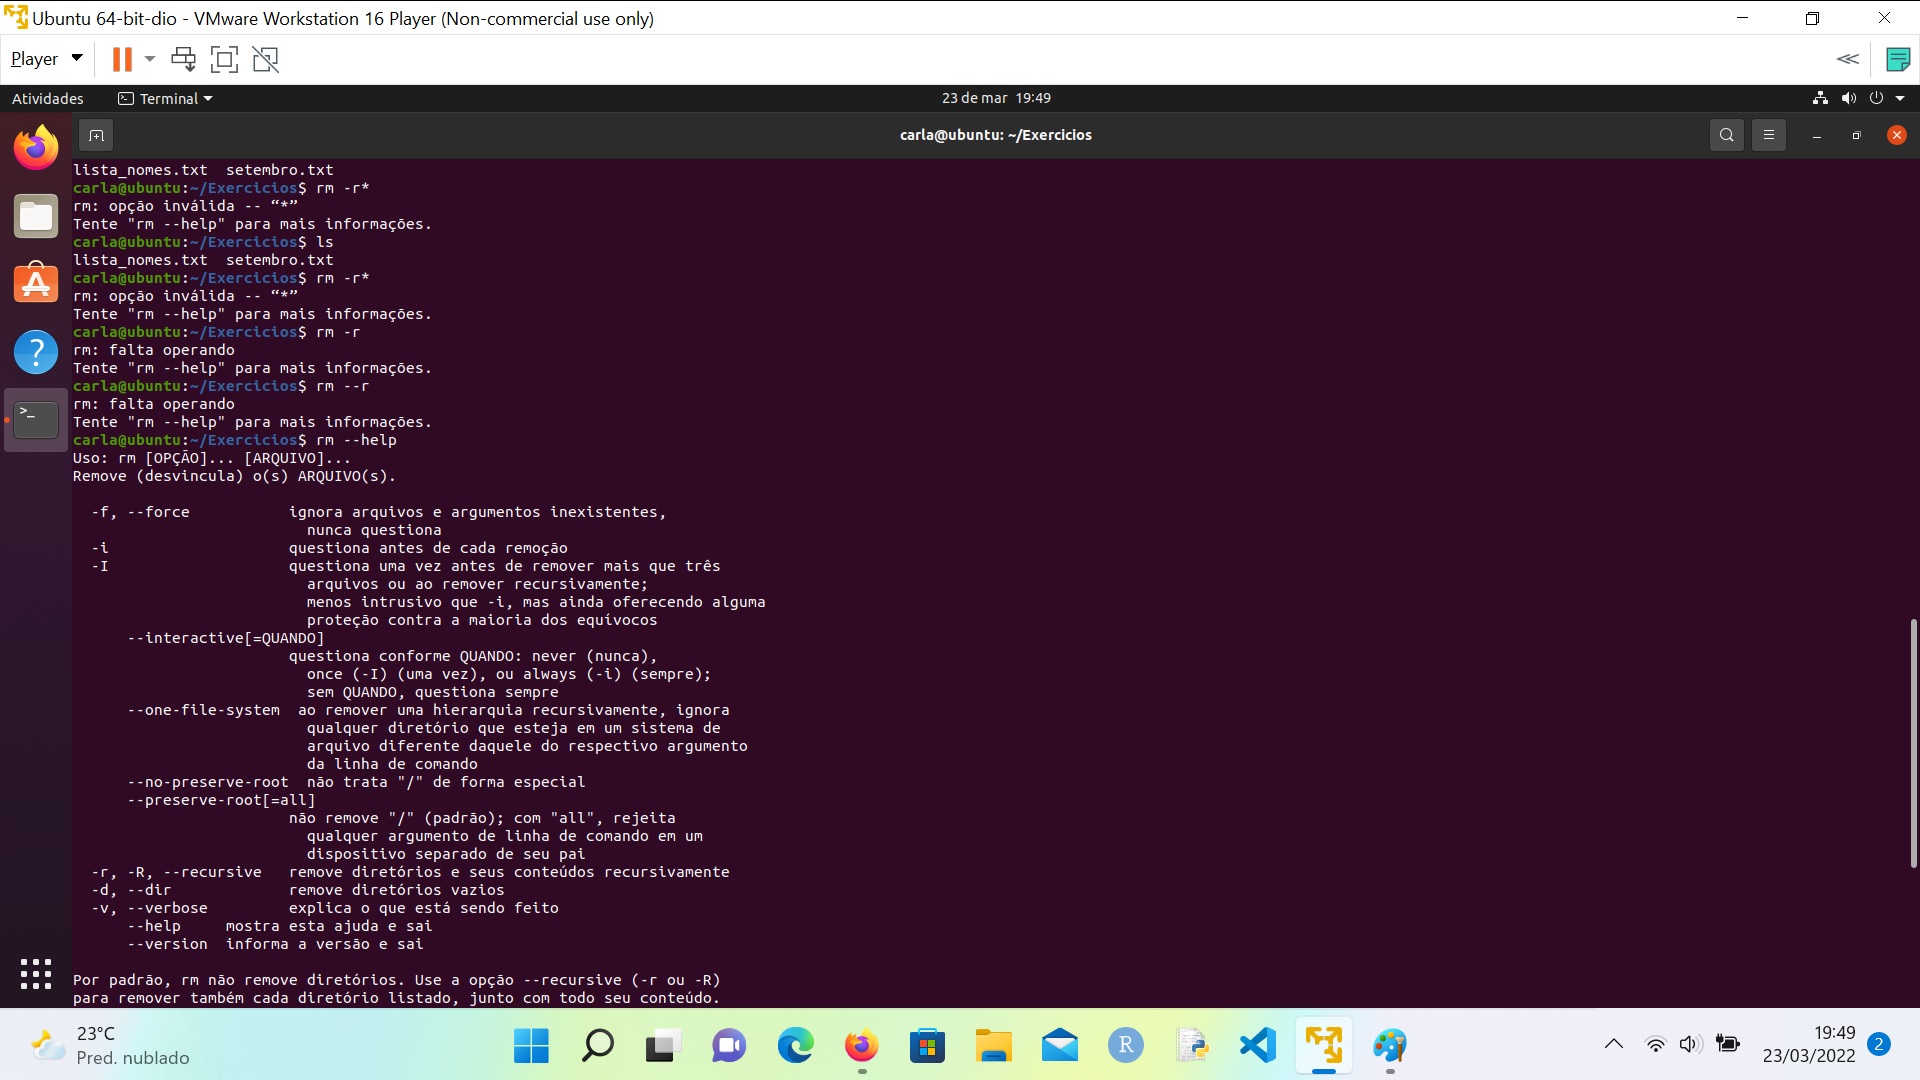 Ubuntu 64-bit-dio - VMware Workstation 16 Player (Non-commercial use only)
Player
Atividades
Terminal
23 de mar 19:49
carla@ubuntu: ~/Exercicios
lista_nomes.txt  setembro.txt
carla@ubuntu:~/Exercicios$ rm -r*
rm: opção inválida -- “*”
Tente "rm --help" para mais informações.
carla@ubuntu:~/Exercicios$ ls
lista_nomes.txt  setembro.txt
carla@ubuntu:~/Exercicios$ rm -r*
rm: opção inválida -- “*”
Tente "rm --help" para mais informações.
carla@ubuntu:~/Exercicios$ rm -r
rm: falta operando
Tente "rm --help" para mais informações.
carla@ubuntu:~/Exercicios$ rm --r
rm: falta operando
Tente "rm --help" para mais informações.
carla@ubuntu:~/Exercicios$ rm --help
Uso: rm [OPÇÃO]... [ARQUIVO]...
Remove (desvincula) o(s) ARQUIVO(s).
-f, --force           ignora arquivos e argumentos inexistentes,
nunca questiona
-i                    questiona antes de cada remoção
-I                    questiona uma vez antes de remover mais que três
arquivos ou ao remover recursivamente;
menos intrusivo que -i, mas ainda oferecendo alguma
proteção contra a maioria dos equívocos
--interactive[=QUANDO]
questiona conforme QUANDO: never (nunca),
once (-I) (uma vez), ou always (-i) (sempre);
sem QUANDO, questiona sempre
--one-file-system  ao remover uma hierarquia recursivamente, ignora
qualquer diretório que esteja em um sistema de
arquivo diferente daquele do respectivo argumento
da linha de comando
--no-preserve-root  não trata "/" de forma especial
--preserve-root[=all]
não remove "/" (padrão); com "all", rejeita
qualquer argumento de linha de comando em um
dispositivo separado de seu pai
-r, -R, --recursive   remove diretórios e seus conteúdos recursivamente
-d, --dir             remove diretórios vazios
-v, --verbose         explica o que está sendo feito
--help     mostra esta ajuda e sai
--version  informa a versão e sai
Por padrão, rm não remove diretórios. Use a opção --recursive (-r ou -R)
para remover também cada diretório listado, junto com todo seu conteúdo.
23°C
Pred. nublado
R
19:49
23/03/2022
2